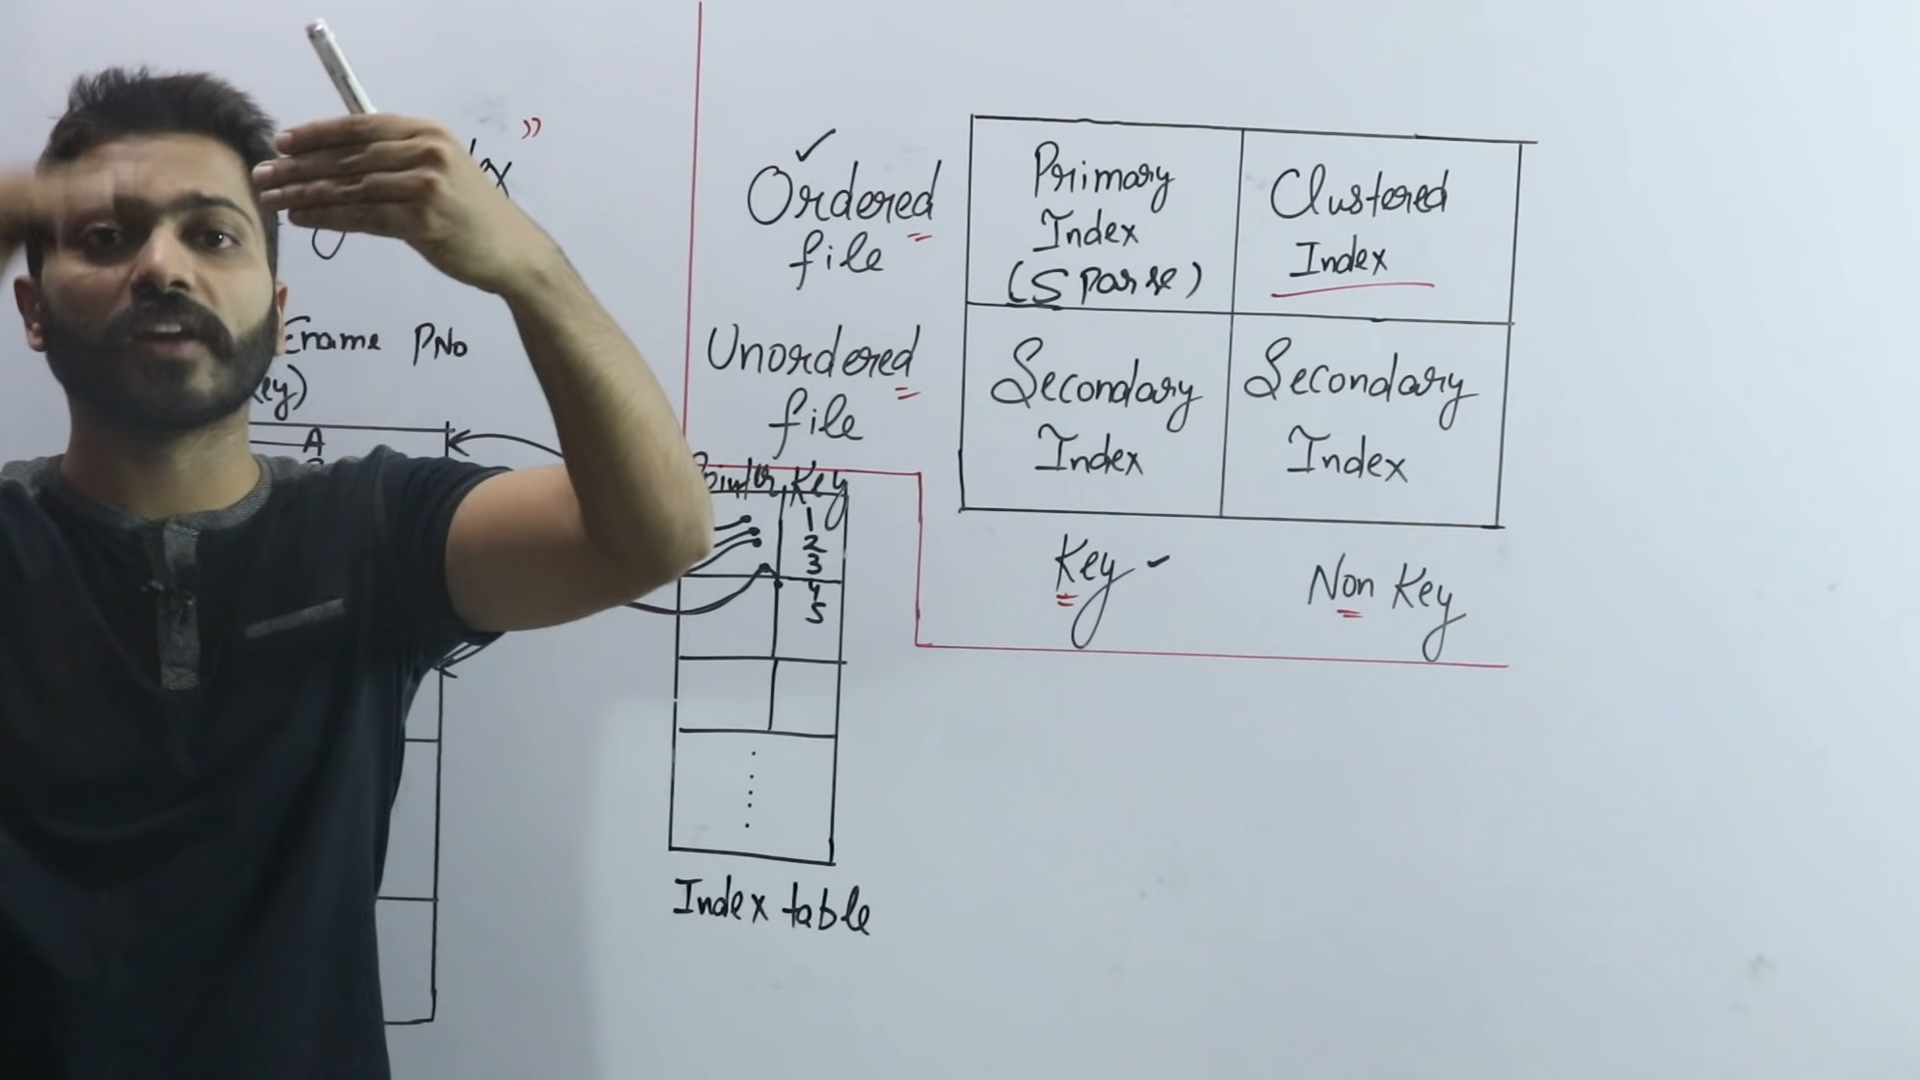 ”
Ename PNo
A
Pointer Key
1
2
3
4
5
Index table
✓
Ordered
file
Unordered
file
Primary
Index
(Sparse)
Clustered
Index
Secondary
Index
Secondary
Index
Key
Non Key